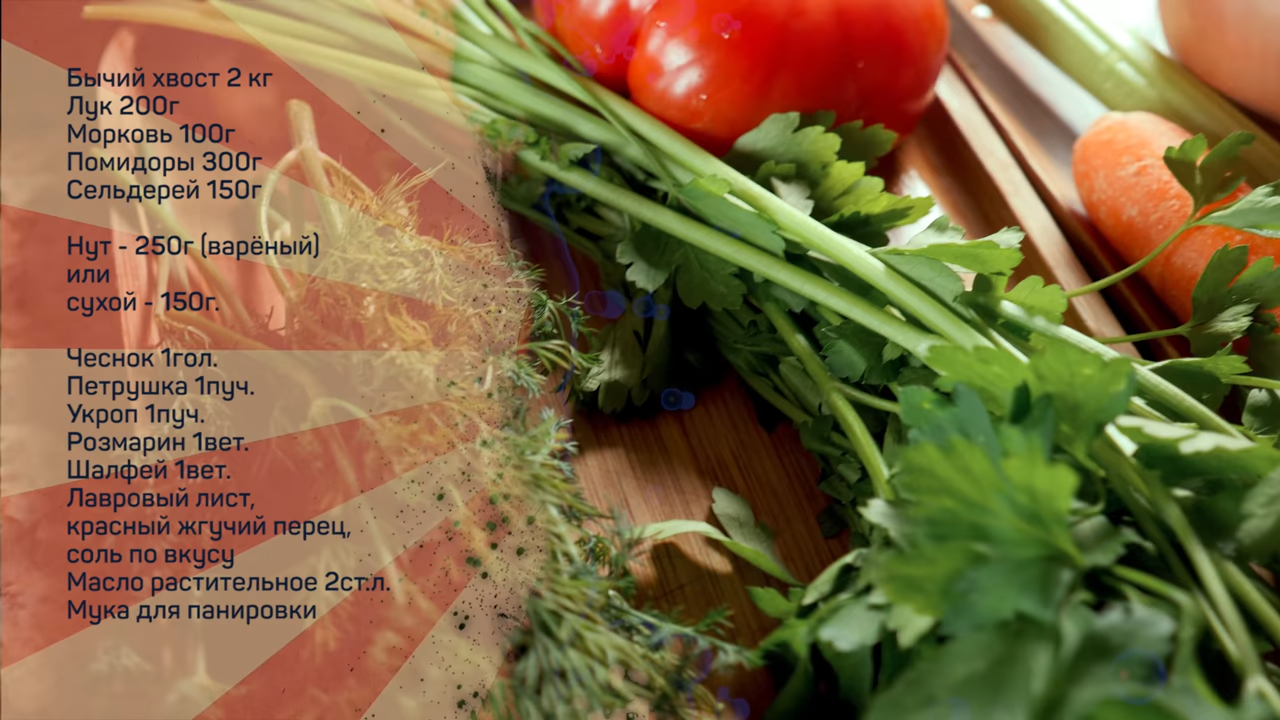 Бычий хвост 2 кг
Лук 200г
Морковь 100г
Помидоры 300г
Сельдерей 150г
Нут - 250г (варёный)
или
сухой - 150г.
Чеснок 1гол.
Петрушка 1пуч.
Укроп 1пуч.
Розмарин 1вет.
Шалфей 1вет.
Лавровый лист,
красный жгучий перец,
соль по вкусу
Масло растительное 2ст.л.
Мука для панировки